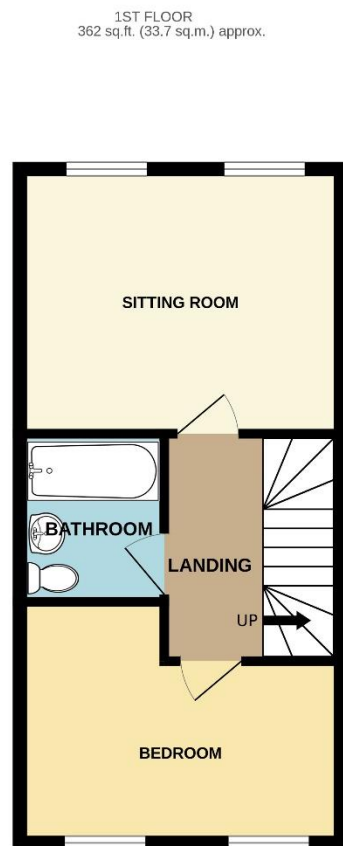 1ST FLOOR
362 sq.ft. (33.7 sq.m.) approx.
SITTING ROOM
BATHROOM
LANDING
UP
BEDROOM